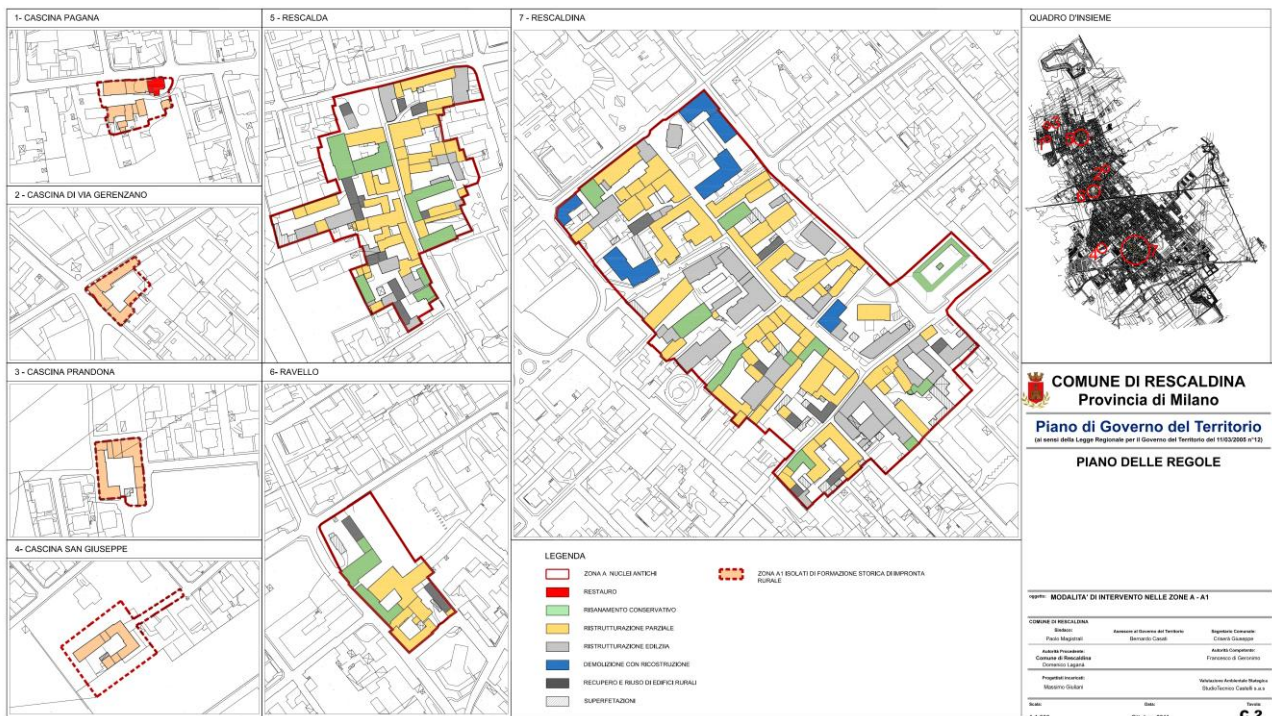 1- CASCINA PAGANA
2 - CASCINA DI VIA GERENZANO
3 - CASCINA PRANDONA
4- CASCINA SAN GIUSEPPE
5 - RESCALDA
6- RAVELLO
7 - RESCALDINA
LEGENDA
ZONA A NUCLEI ANTICHI
RESTAURO
RISANAMENTO CONSERVATIVO
RISTRUTTURAZIONE PARZIALE
RISTRUTTURAZIONE EDILZIIA
DEMOLIZIONE CON RICOSTRUZIONE
RECUPERO E RIUSO DI EDIFICI RURALI
SUPERFETAZIONI
ZONA A1 ISOLATI DI FORMAZIONE STORICA DI IMPRONTA
RURALE
QUADRO D'INSIEME
COMUNE DI RESCALDINA
Provincia di Milano
Piano di Governo del Territorio
(ai sensi della Legge Regionale per il Governo del Territorio del 11/03/2005 n°12)
PIANO DELLE REGOLE
oggetto: MODALITA' DI INTERVENTO NELLE ZONE A - A1
COMUNE DI RESCALDINA
Sindaco: Assessore al Governo del Territorio Segretario Comunale:
Paolo Magistrali Bernardo Casati Giuseppe
Autorità Procedente: Autorità Competente:
Comune di Rescaldina Francesco di Geronimo
Domenico Laganà
Progettisti incaricati: Valutazione Ambientale Strategica
Massimo Giuliani StudioTecnico Castelli s.a.s
Scala: Data: Tavola: